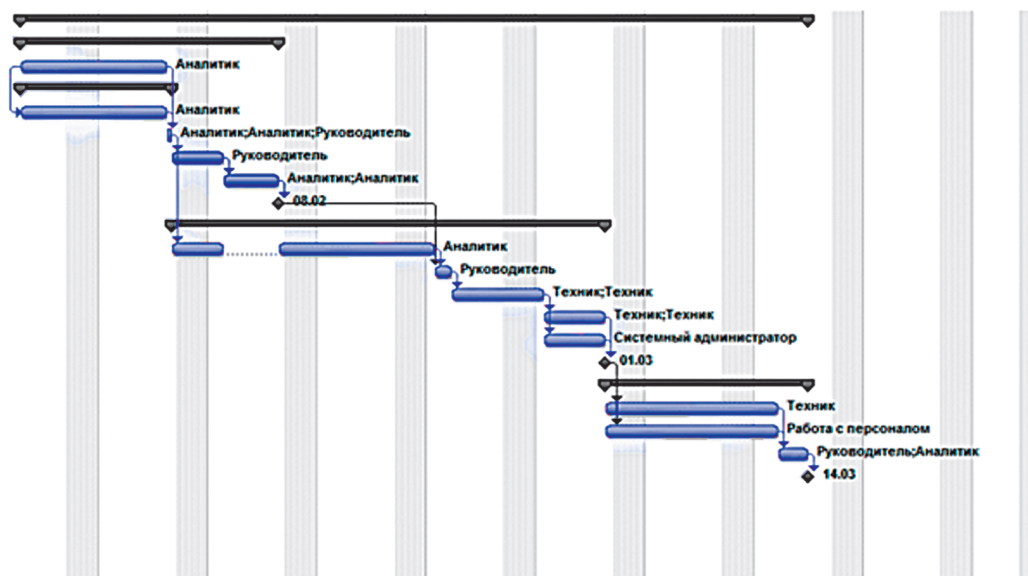 Аналитик
Аналитик
Аналитик;Аналитик;Руководитель
Руководитель
Аналитик;Аналитик
08.02
Аналитик
Руководитель
Техник;Техник
Техник;Техник
Системный администратор
01.03
Техник
Работа с персоналом
Руководитель;Аналитик
14.03